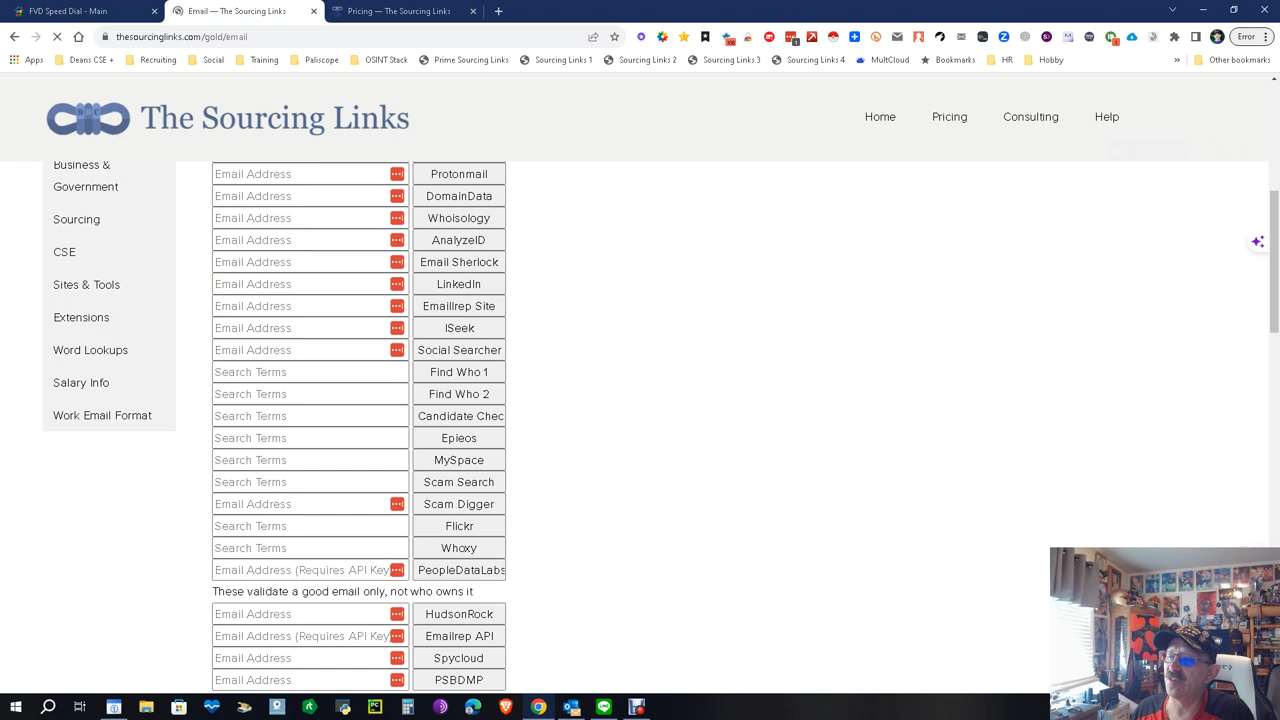 FVD Speed Dial - Main
Email — The Sourcing Links
Pricing — The Sourcing Links
thesourcinglinks.com/gold/email
Error
Apps
Deans CSE +
Recruiting
Social
Training
Paliscope
OSINT Stack
Prime Sourcing Links
Sourcing Links 1
Sourcing Links 2
Sourcing Links 3
Sourcing Links 4
MultCloud
Bookmarks
HR
Hobby
»
Other bookmarks
The Sourcing Links
Home
Pricing
Consulting
Help
Business &
Government
Sourcing
CSE
Sites & Tools
Extensions
Word Lookups
Salary Info
Work Email Format
Email Address Protonmail
Email Address DomainData
Email Address Whoisology
Email Address AnalyzeID
Email Address Email Sherlock
Email Address LinkedIn
Email Address EmailIrep Site
Email Address ISeek
Email Address Social Searcher
Search Terms Find Who 1
Search Terms Find Who 2
Search Terms Candidate Chec
Search Terms Epieos
Search Terms MySpace
Search Terms Scam Search
Email Address Scam Digger
Search Terms Flickr
Search Terms Whoxy
Email Address (Requires API Key PeopleDataLabs
These validate a good email only, not who owns it
Email Address HudsonRock
Email Address (Requires API Key Emailrep API
Email Address Spycloud
Email Address PSBDMP